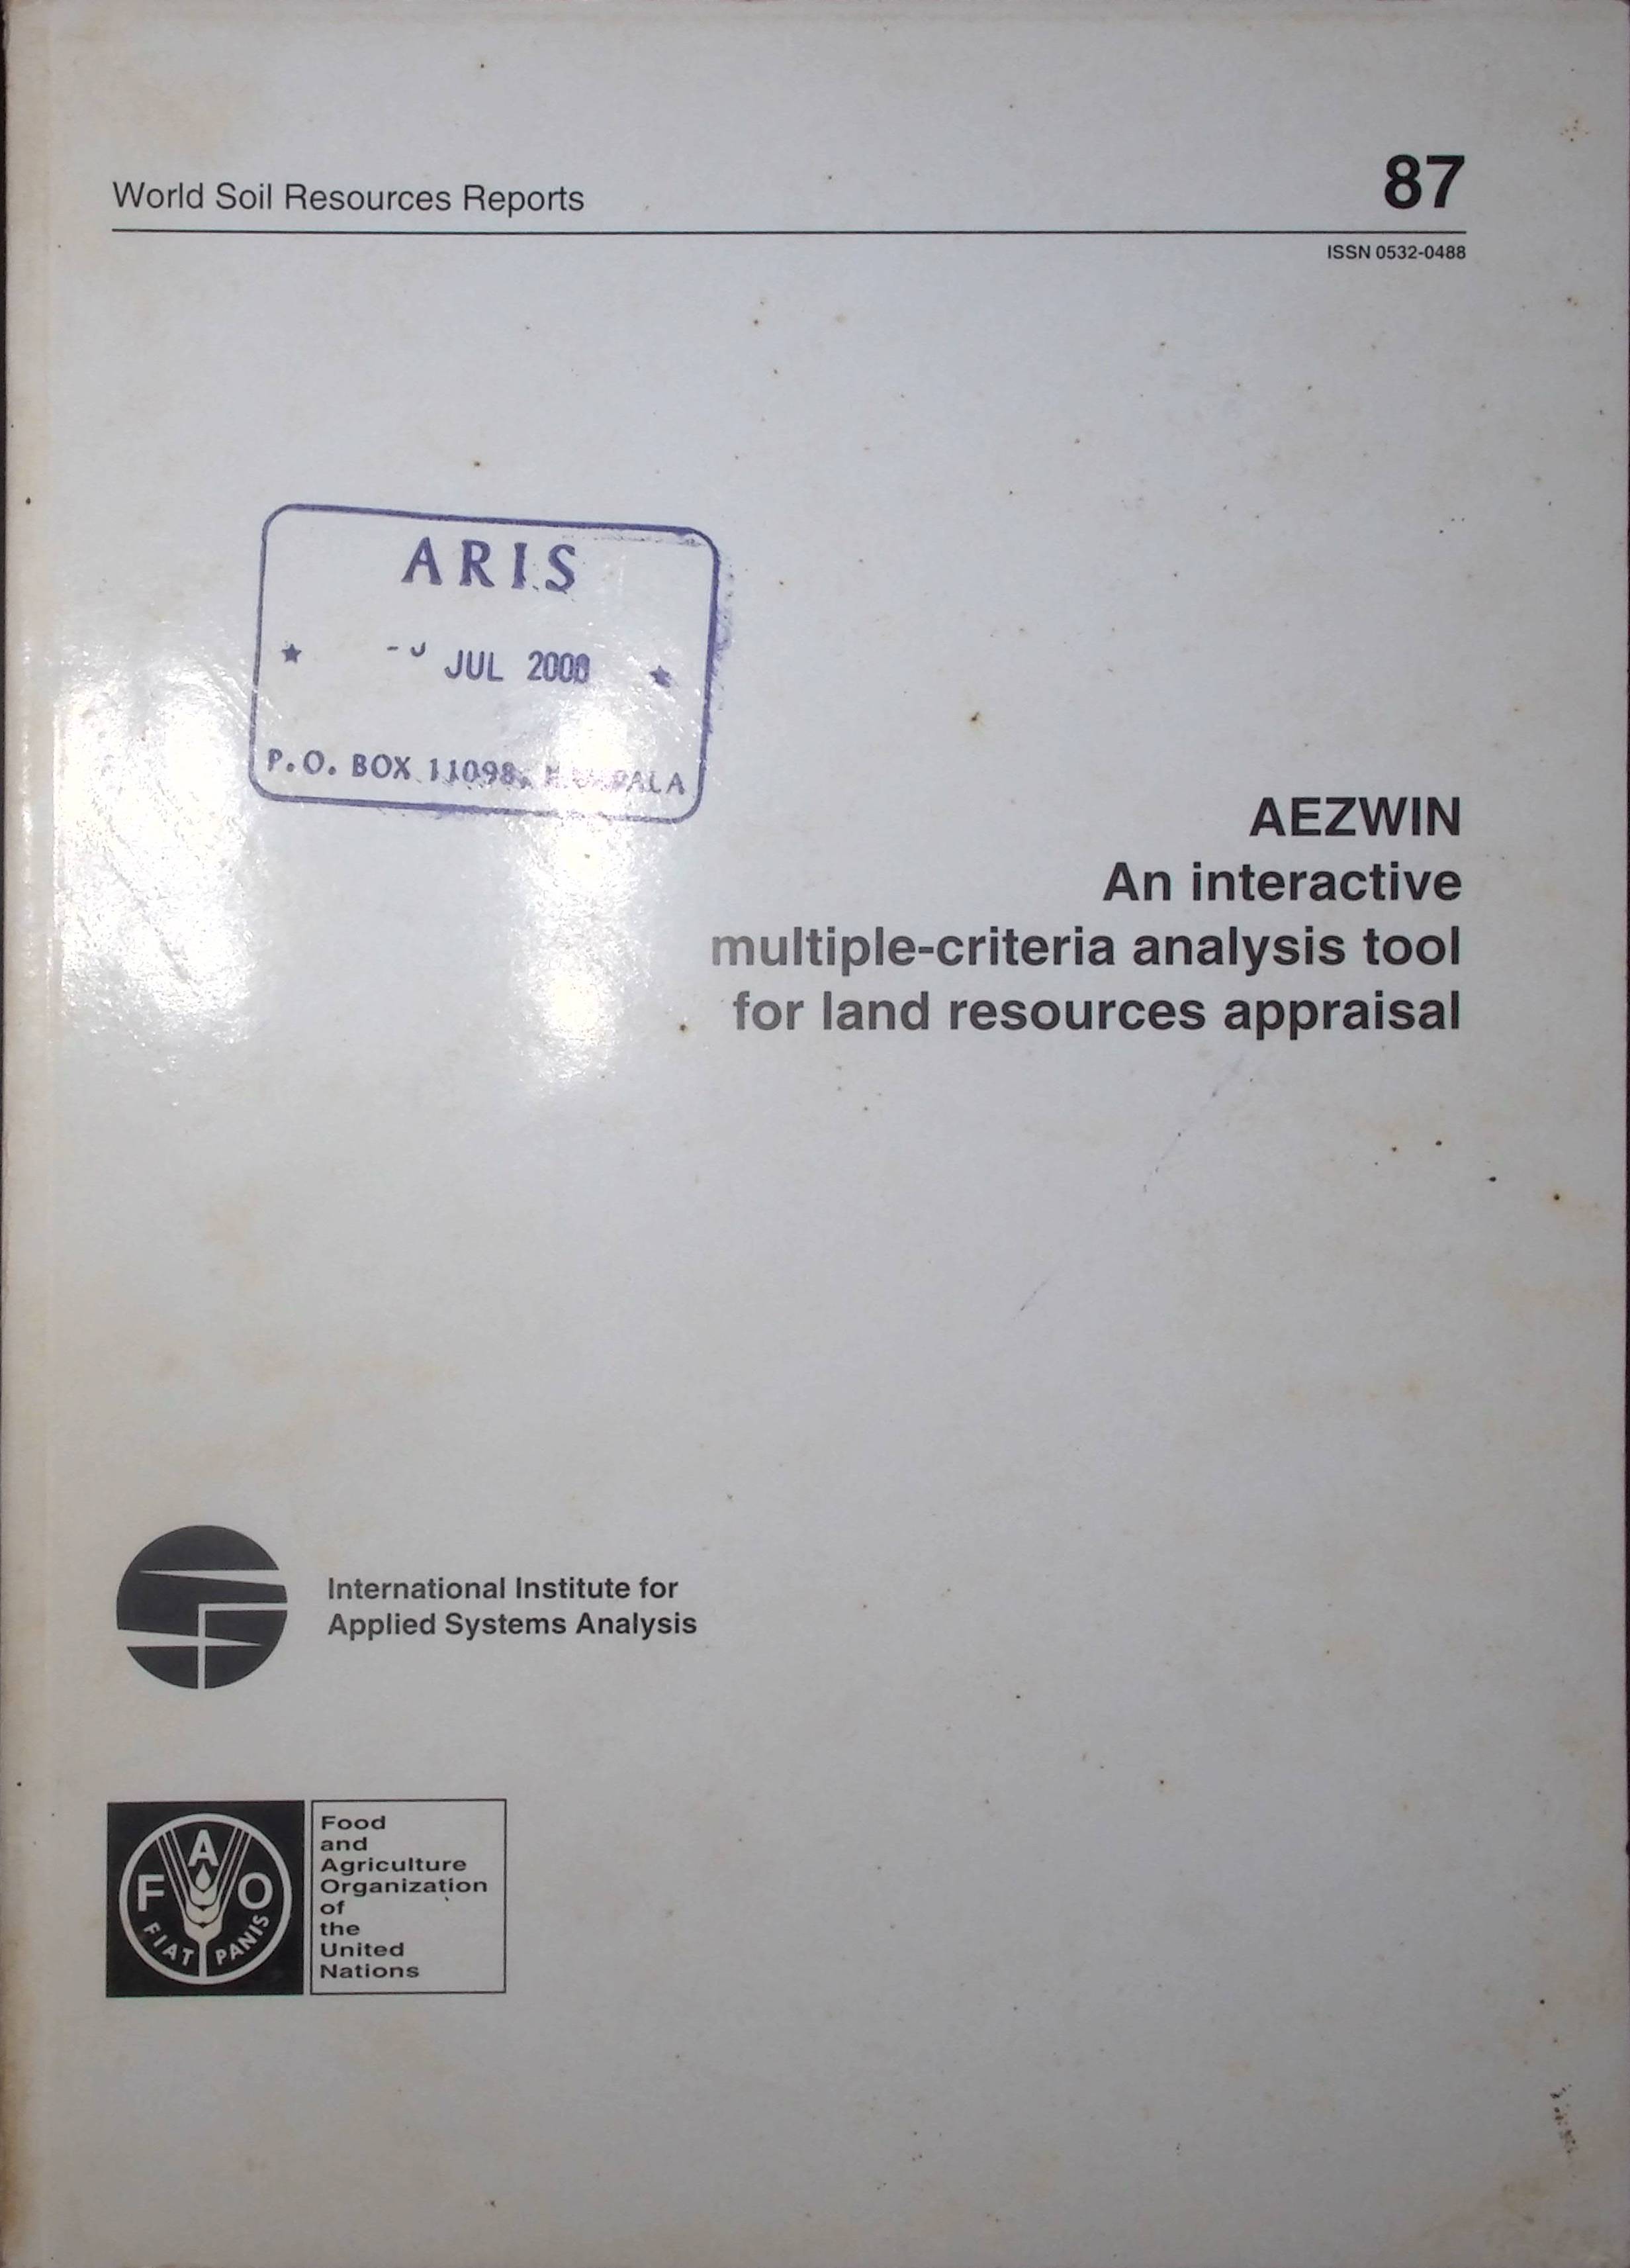 World Soil Resources Reports
87
ISSN 0532-0488
ARIS
JUL 2000
P.O. BOX 11098,
AEZWIN
An interactive
multiple-criteria analysis tool
for land resources appraisal
International Institute for
Applied Systems Analysis
F A O
FIAT PANIS
Food
and
Agriculture
Organization
of
the
United
Nations